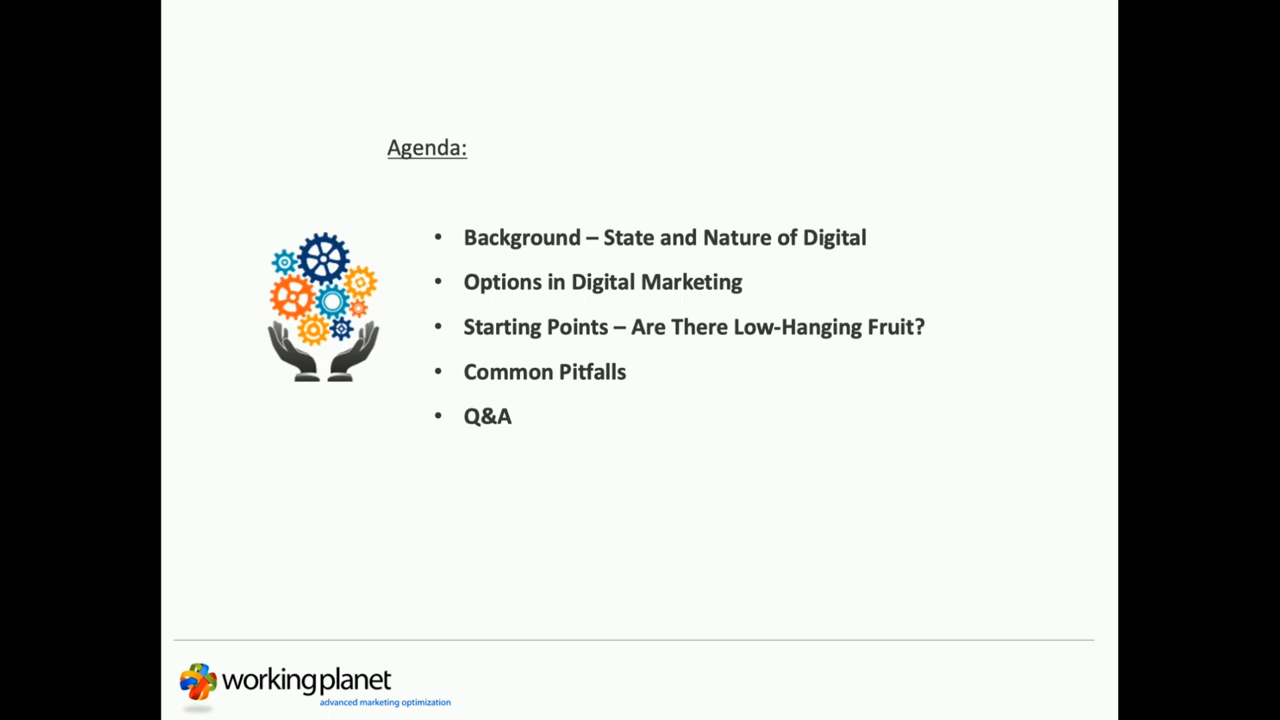 Agenda:
• Background – State and Nature of Digital
• Options in Digital Marketing
• Starting Points – Are There Low-Hanging Fruit?
• Common Pitfalls
• Q&A
workingplanet
advanced marketing optimization